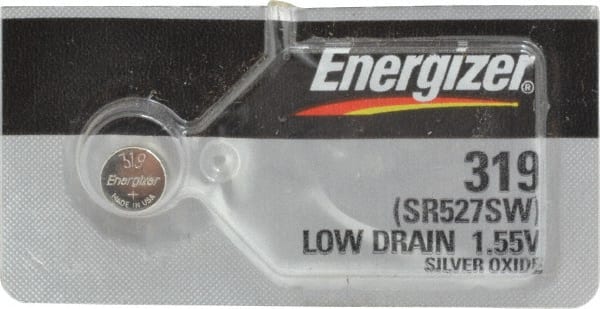 Energizer®
319
(SR527SW)
LOW DRAIN 1.55V
SILVER OXIDE
319
Energizer
+
MADE IN USA